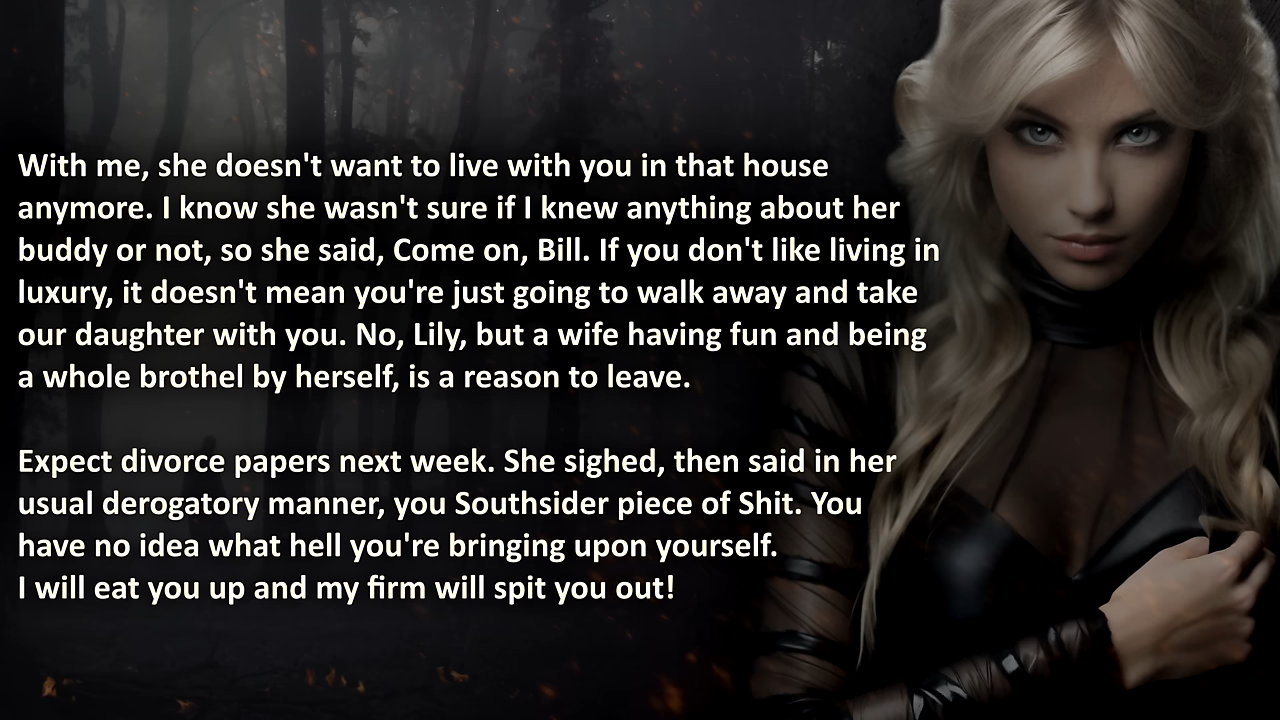 With me, she doesn't want to live with you in that house
anymore. I know she wasn't sure if I knew anything about her
buddy or not, so she said, Come on, Bill. If you don't like living in
luxury, it doesn't mean you're just going to walk away and take
our daughter with you. No, Lily, but a wife having fun and being
a whole brothel by herself, is a reason to leave.
Expect divorce papers next week. She sighed, then said in her
usual derogatory manner, you Southsider piece of Shit. You
have no idea what hell you're bringing upon yourself.
I will eat you up and my firm will spit you out!